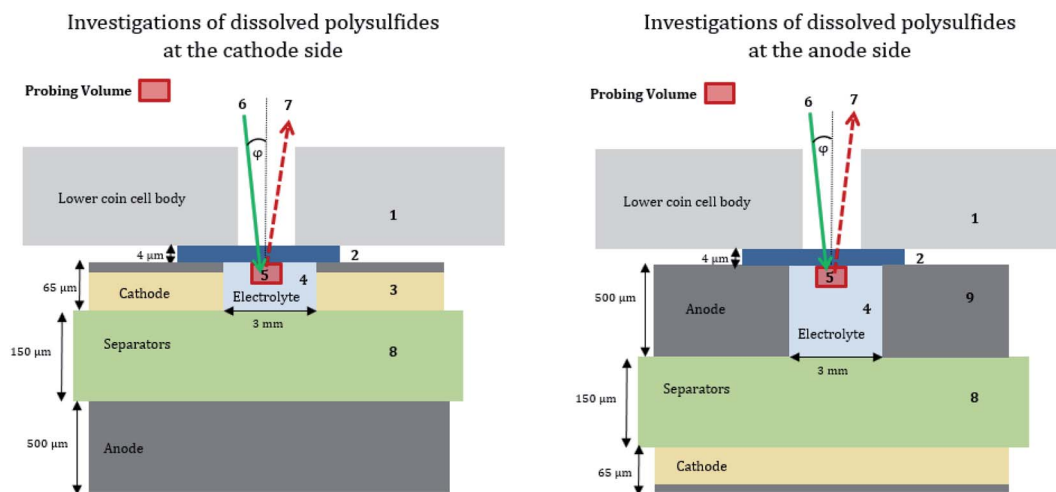 Investigations of dissolved polysulfides
at the cathode side
Probing Volume
6
7
φ
Lower coin cell body
1
4 µm
2
65 µm
5
4
Cathode
3
Electrolyte
3 mm
150 µm
Separators
8
500 µm
Anode
Investigations of dissolved polysulfides
at the anode side
Probing Volume
6
7
φ
Lower coin cell body
1
4 µm
2
5
500 µm
Anode
4
9
Electrolyte
3 mm
150 µm
Separators
8
65 µm
Cathode